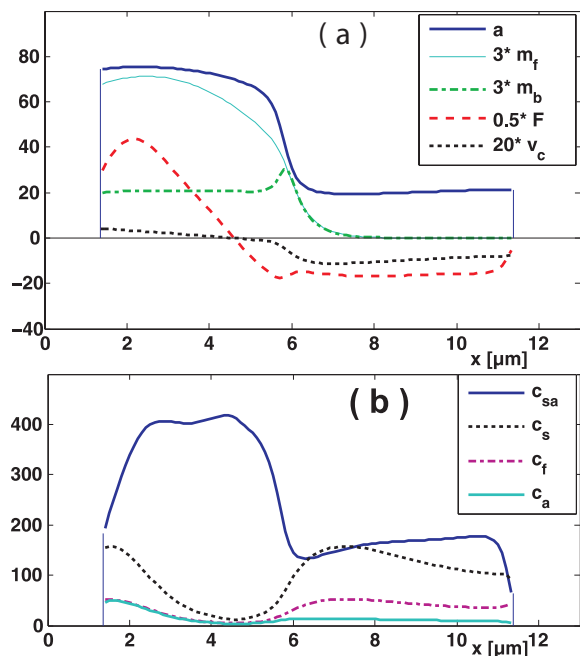 ( a )
a
3* m_f
3* m_b
0.5* F
20* v_c
80
60
40
20
0
−20
−40
2 4 6 8 10 12
x [μm]
( b )
c_sa
c_s
c_f
c_a
400
300
200
100
0
2 4 6 8 10 12
x [μm]